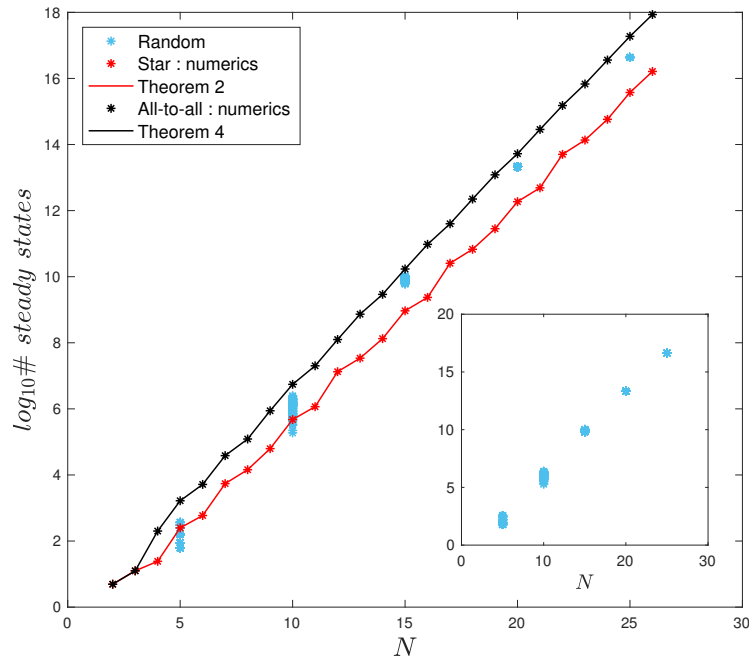 18
16
14
12
10
8
6
4
2
0
log₁₀# steady states
Random
Star : numerics
Theorem 2
All-to-all : numerics
Theorem 4
20
15
10
5
0
0 10 20 30
N
0 5 10 15 20 25 30
N